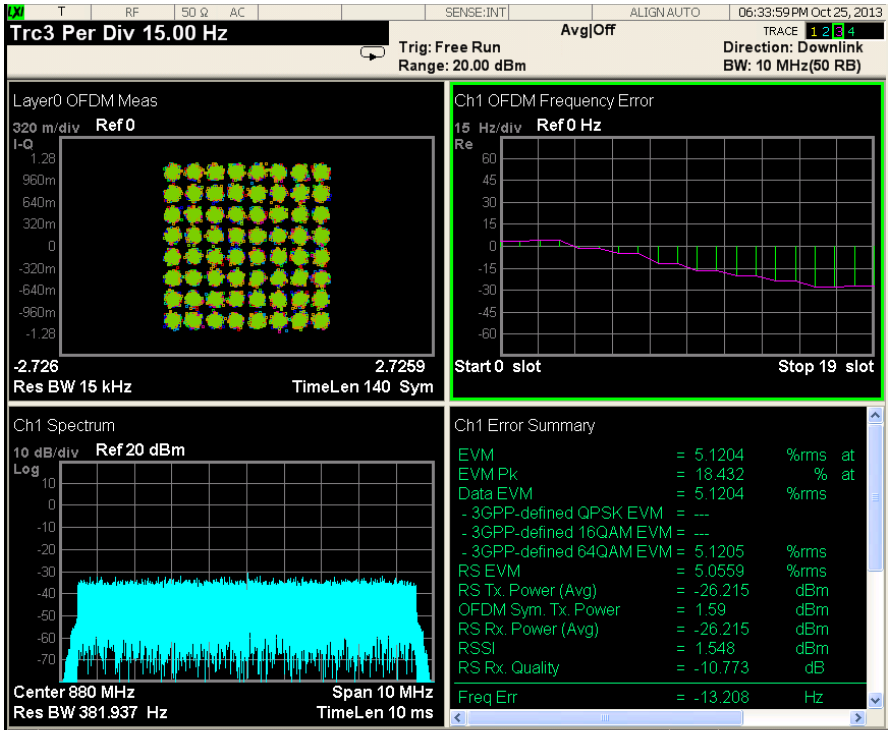 LXI T RF 50 Ω AC SENSE:INT ALIGN AUTO 06:33:59 PM Oct 25, 2013
Trc3 Per Div 15.00 Hz
Avg|Off
TRACE 1 2 3 4
Trig: Free Run
Direction: Downlink
Range: 20.00 dBm
BW: 10 MHz(50 RB)
Layer0 OFDM Meas
320 m/div Ref 0
I-Q
1.28
960m
640m
320m
0
-320m
-640m
-960m
-1.28
-2.726 2.7259
Res BW 15 kHz TimeLen 140 Sym
Ch1 OFDM Frequency Error
15 Hz/div Ref 0 Hz
Re
60
45
30
15
0
-15
-30
-45
-60
Start 0 slot Stop 19 slot
Ch1 Spectrum
10 dB/div Ref 20 dBm
Log
10
0
-10
-20
-30
-40
-50
-60
-70
Center 880 MHz Span 10 MHz
Res BW 381.937 Hz TimeLen 10 ms
Ch1 Error Summary
EVM = 5.1204 %rms at
EVM Pk = 18.432 % at
Data EVM = 5.1204 %rms
- 3GPP-defined QPSK EVM = ---
- 3GPP-defined 16QAM EVM = ---
- 3GPP-defined 64QAM EVM = 5.1205 %rms
RS EVM = 5.0559 %rms
RS Tx. Power (Avg) = -26.215 dBm
OFDM Sym. Tx. Power = 1.59 dBm
RS Rx. Power (Avg) = -26.215 dBm
RSSI = 1.548 dBm
RS Rx. Quality = -10.773 dB
Freq Err = -13.208 Hz